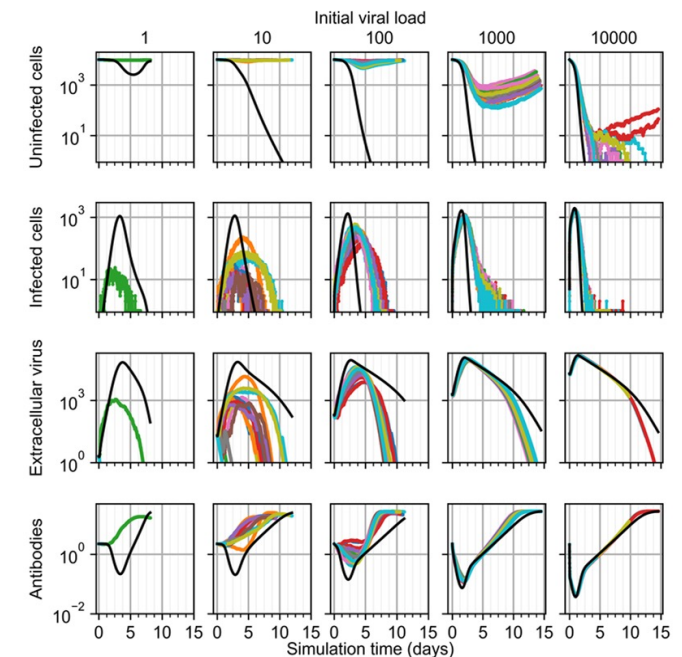 Initial viral load
1 10 100 1000 10000
Uninfected cells
10³
10¹
Infected cells
10³
10¹
Extracellular virus
10³
10⁰
Antibodies
10⁰
10⁻²
0 5 10 15 0 5 10 15 0 5 10 15 0 5 10 15 0 5 10 15
Simulation time (days)